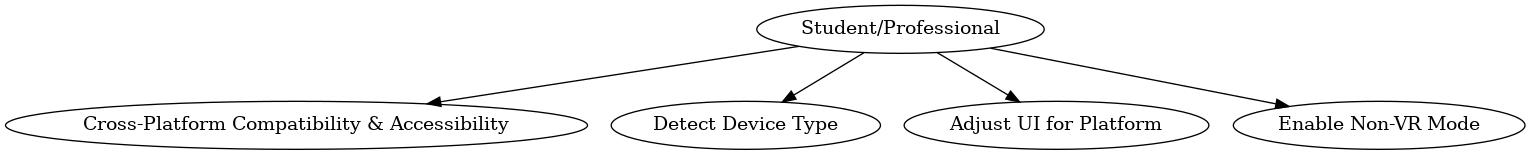 Student/Professional
Cross-Platform Compatibility & Accessibility
Detect Device Type
Adjust UI for Platform
Enable Non-VR Mode